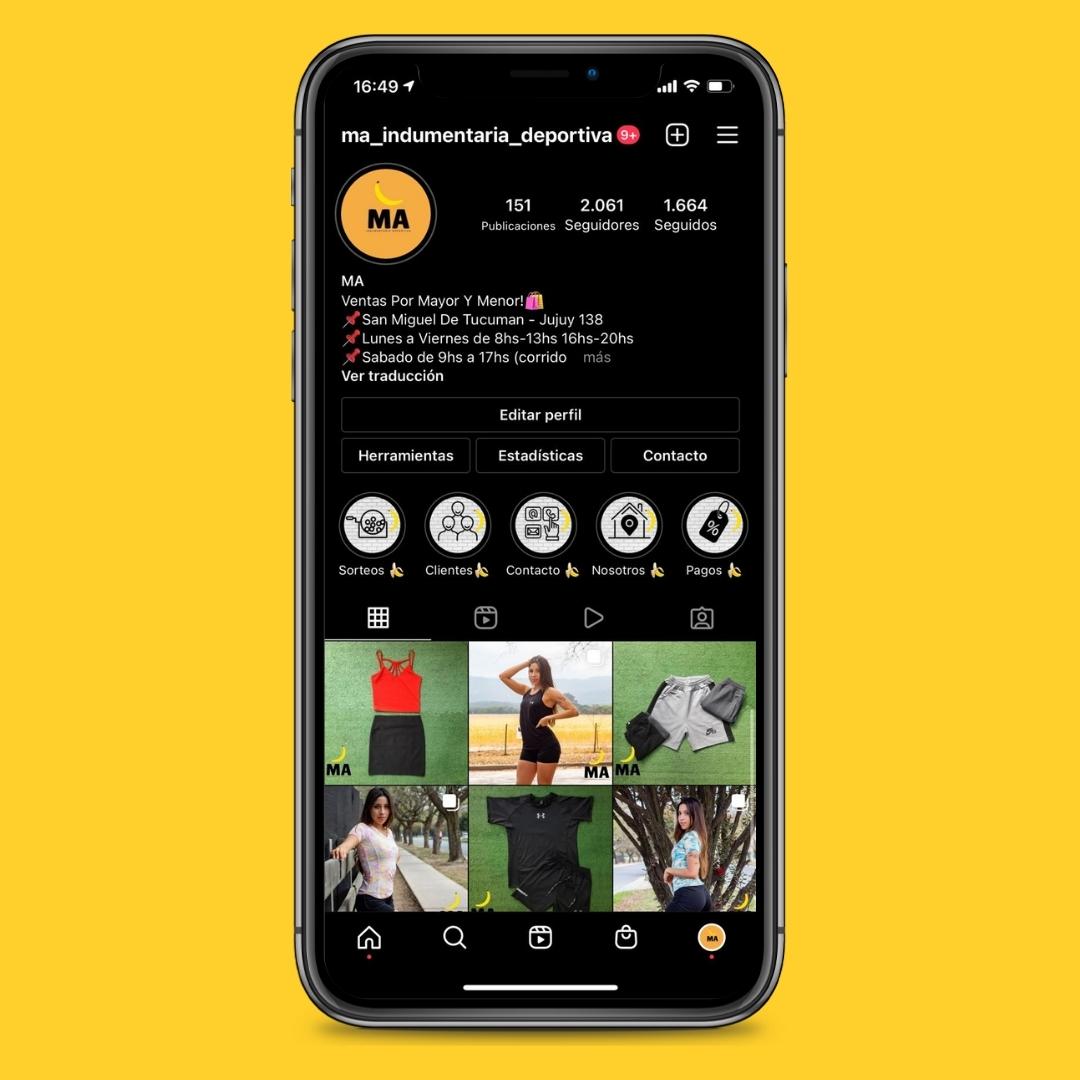 16:49
ma_indumentaria_deportiva 9+
MA
151 2.061 1.664
Publicaciones Seguidores Seguidos
MA
Ventas Por Mayor Y Menor!🛍️
📌San Miguel De Tucuman - Jujuy 138
📌Lunes a Viernes de 8hs-13hs 16hs-20hs
📌Sabado de 9hs a 17hs (corrido más
Ver traducción
Editar perfil
Herramientas Estadísticas Contacto
@
%
Sorteos 🍌 Clientes🍌 Contacto 🍌 Nosotros 🍌 Pagos 🍌
MA MA MA
MA